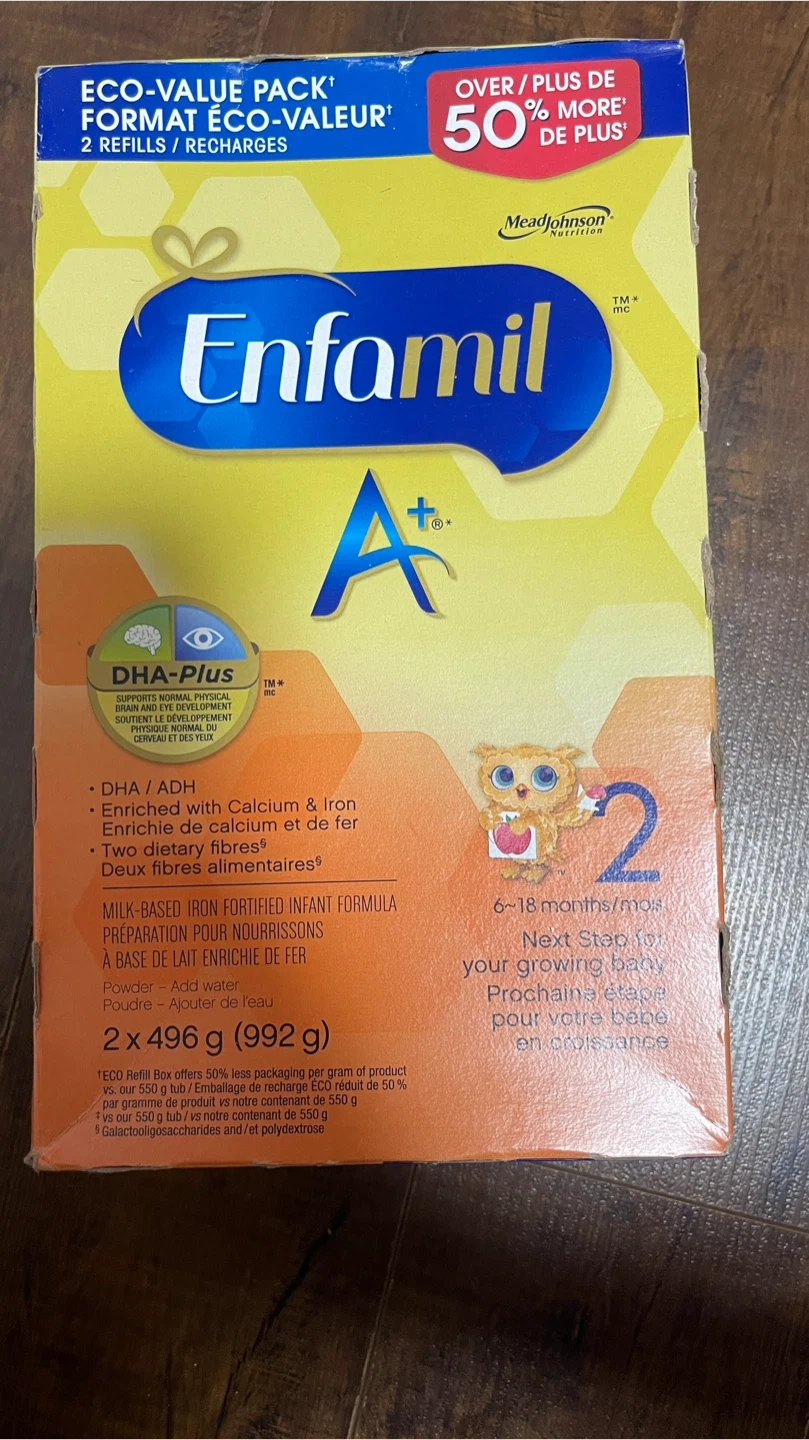 ECO-VALUE PACK†
FORMAT ÉCO-VALEUR†
2 REFILLS / RECHARGES
OVER / PLUS DE
50% MORE‡
DE PLUS‡
MeadJohnson®
Nutrition
Enfamil
TM*
mc
A+®*
DHA-Plus
TM*
mc
SUPPORTS NORMAL PHYSICAL
BRAIN AND EYE DEVELOPMENT
SOUTIENT LE DÉVELOPPEMENT
PHYSIQUE NORMAL DU
CERVEAU ET DES YEUX
• DHA / ADH
• Enriched with Calcium & Iron
Enrichie de calcium et de fer
• Two dietary fibres§
Deux fibres alimentaires§
MILK-BASED IRON FORTIFIED INFANT FORMULA
PRÉPARATION POUR NOURRISSONS
À BASE DE LAIT ENRICHIE DE FER
Powder – Add water
Poudre – Ajouter de l'eau
2 x 496 g (992 g)
†ECO Refill Box offers 50% less packaging per gram of product
vs. our 550 g tub / Emballage de recharge ÉCO réduit de 50 %
par gramme de produit vs notre contenant de 550 g
‡ vs our 550 g tub / vs notre contenant de 550 g
§ Galactooligosaccharides and/et polydextrose
2
TM
6~18 months/mois
Next Step for
your growing baby
Prochaine étape
pour votre bébé
en croissance